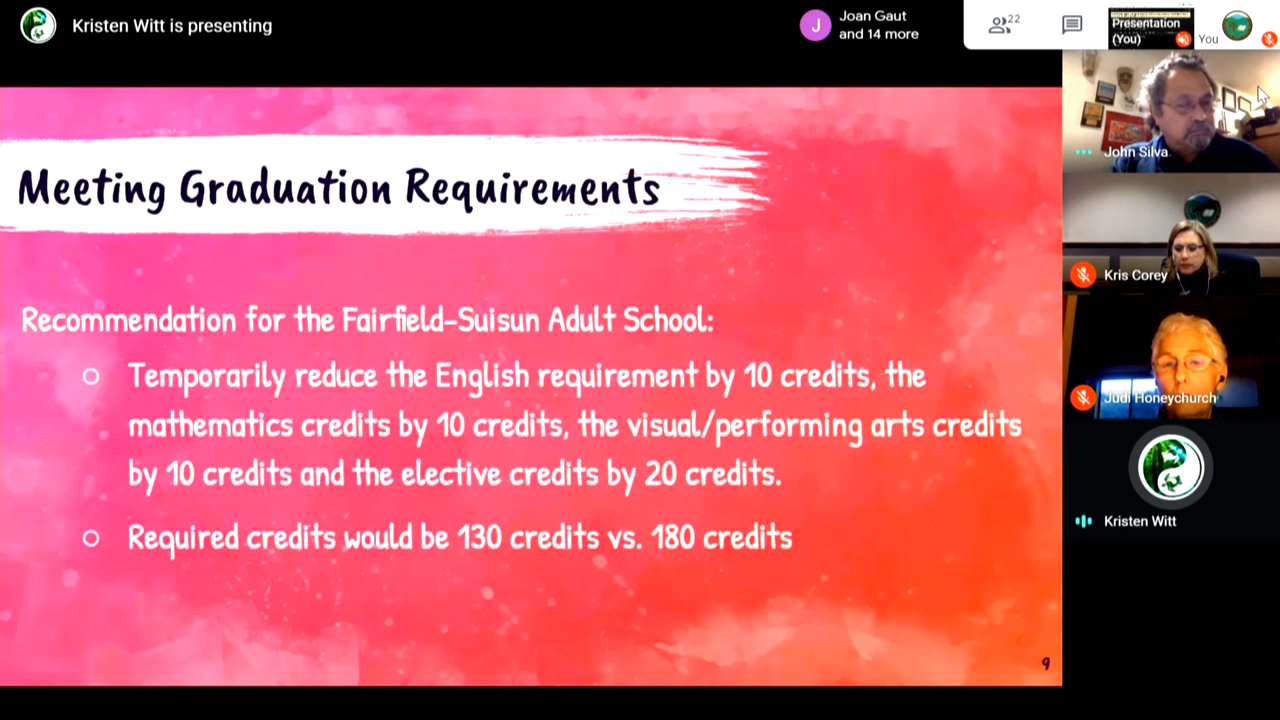 Kristen Witt is presenting
J
Joan Gaut
and 14 more
22
Presentation
(You)
You
Meeting Graduation Requirements
Recommendation for the Fairfield-Suisun Adult School:
Temporarily reduce the English requirement by 10 credits, the
mathematics credits by 10 credits, the visual/performing arts credits
by 10 credits and the elective credits by 20 credits.
Required credits would be 130 credits vs. 180 credits
9
John Silva
Kris Corey
Judi Honeychurch
Kristen Witt